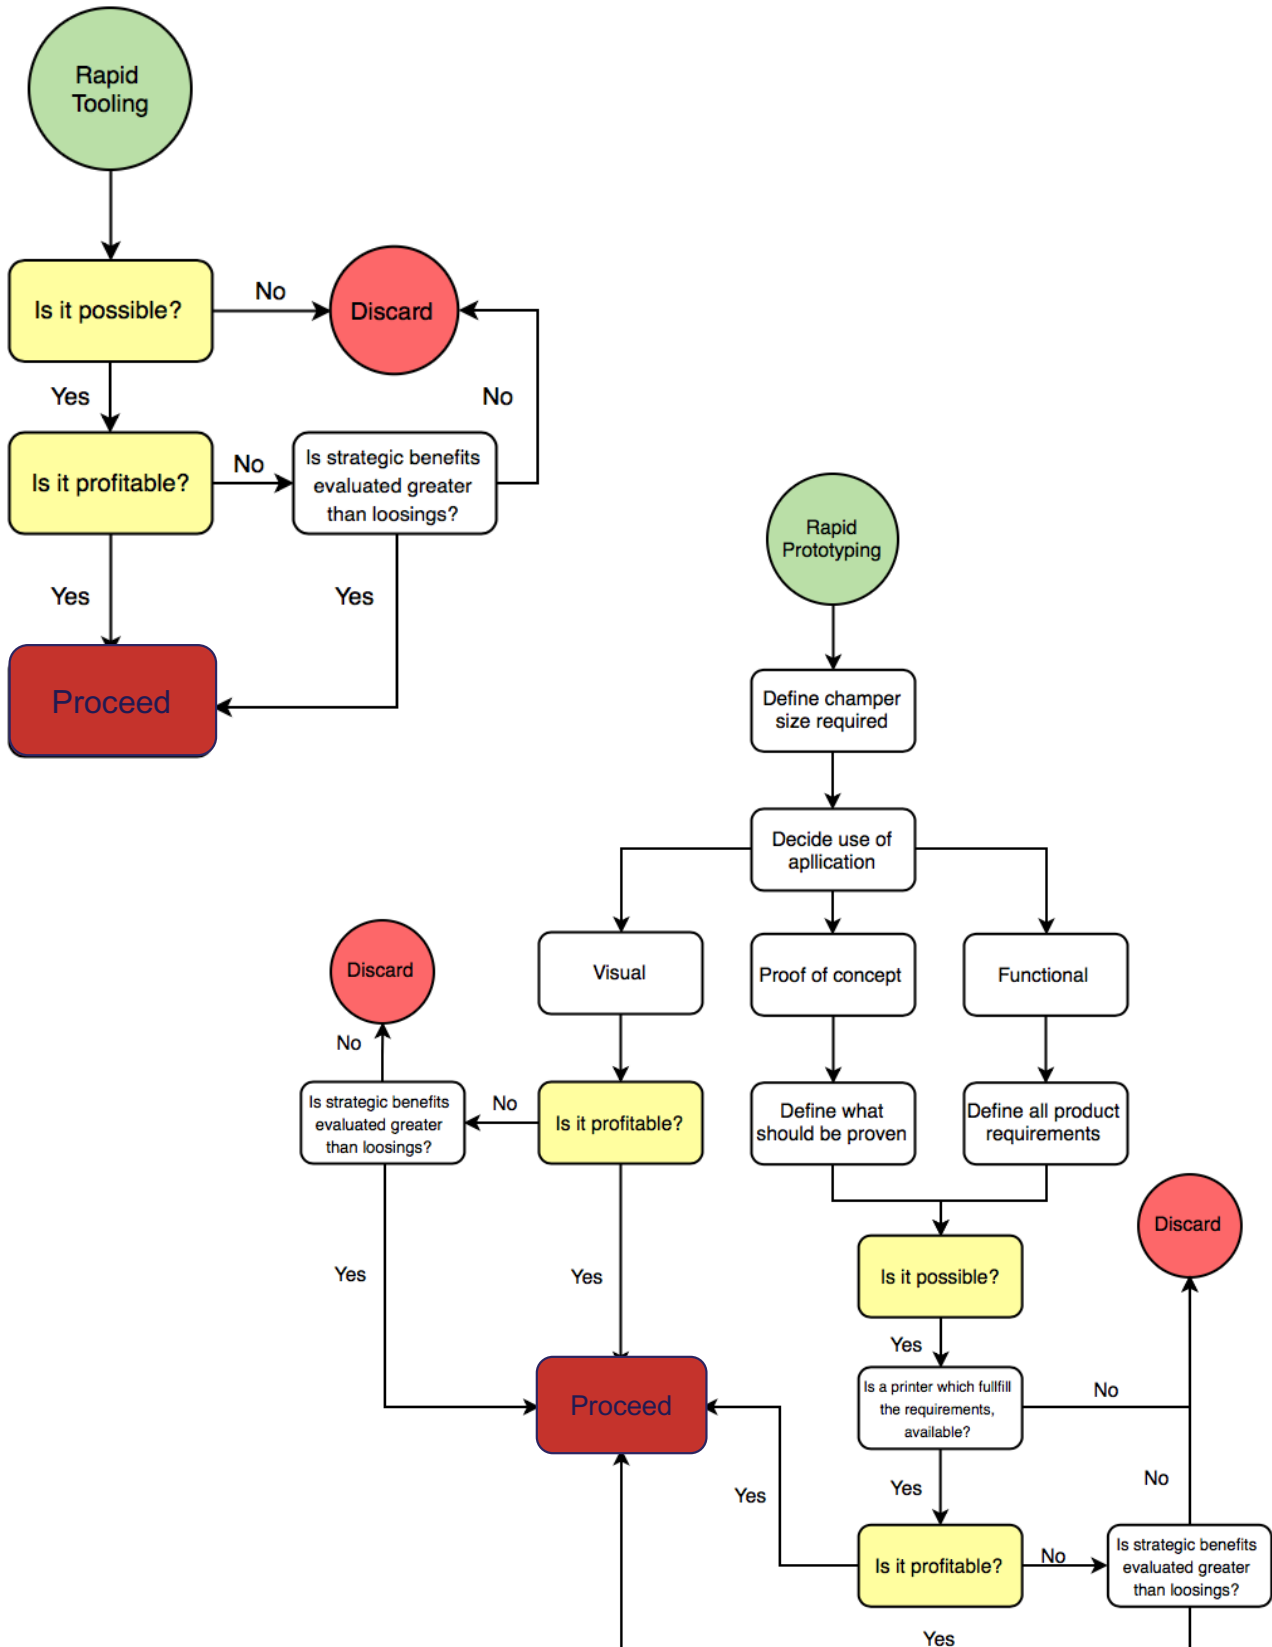 Rapid
Tooling
Is it possible?
No
Discard
Yes
No
Is it profitable?
No
Is strategic benefits
evaluated greater
than loosings?
Yes
Yes
Proceed
Rapid
Prototyping
Define champer
size required
Decide use of
apllication
Visual
Proof of concept
Functional
Discard
No
Is strategic benefits
evaluated greater
than loosings?
No
Is it profitable?
Define what
should be proven
Define all product
requirements
Yes
Yes
Proceed
Is it possible?
Discard
Yes
Is a printer which fullfill
the requirements,
available?
No
Yes
Yes
No
Is it profitable?
No
Is strategic benefits
evaluated greater
than loosings?
Yes